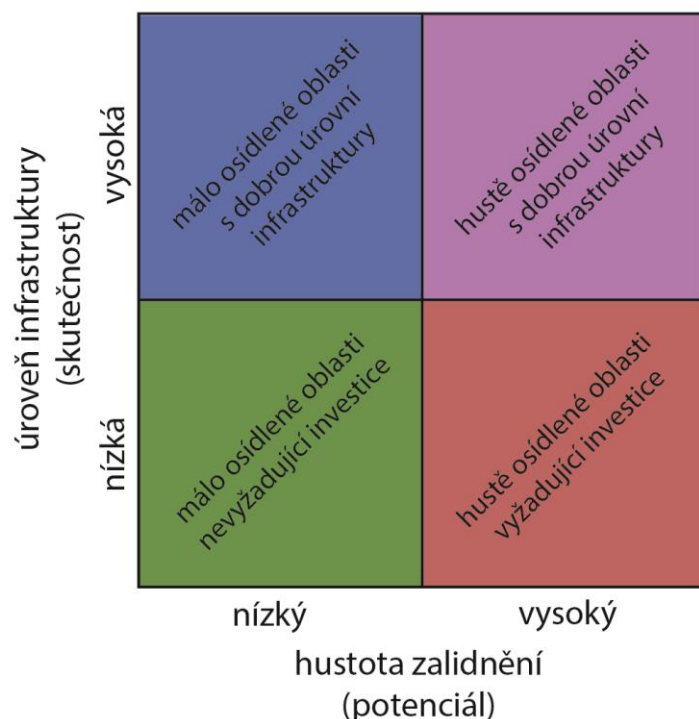 úroveň infrastruktury
(skutečnost)
vysoká
nízká
málo osídlené oblasti
s dobrou úrovní
infrastruktury
hustě osídlené oblasti
s dobrou úrovní
infrastruktury
málo osídlené oblasti
nevyžadující investice
hustě osídlené oblasti
vyžadující investice
nízký
vysoký
hustota zalidnění
(potenciál)